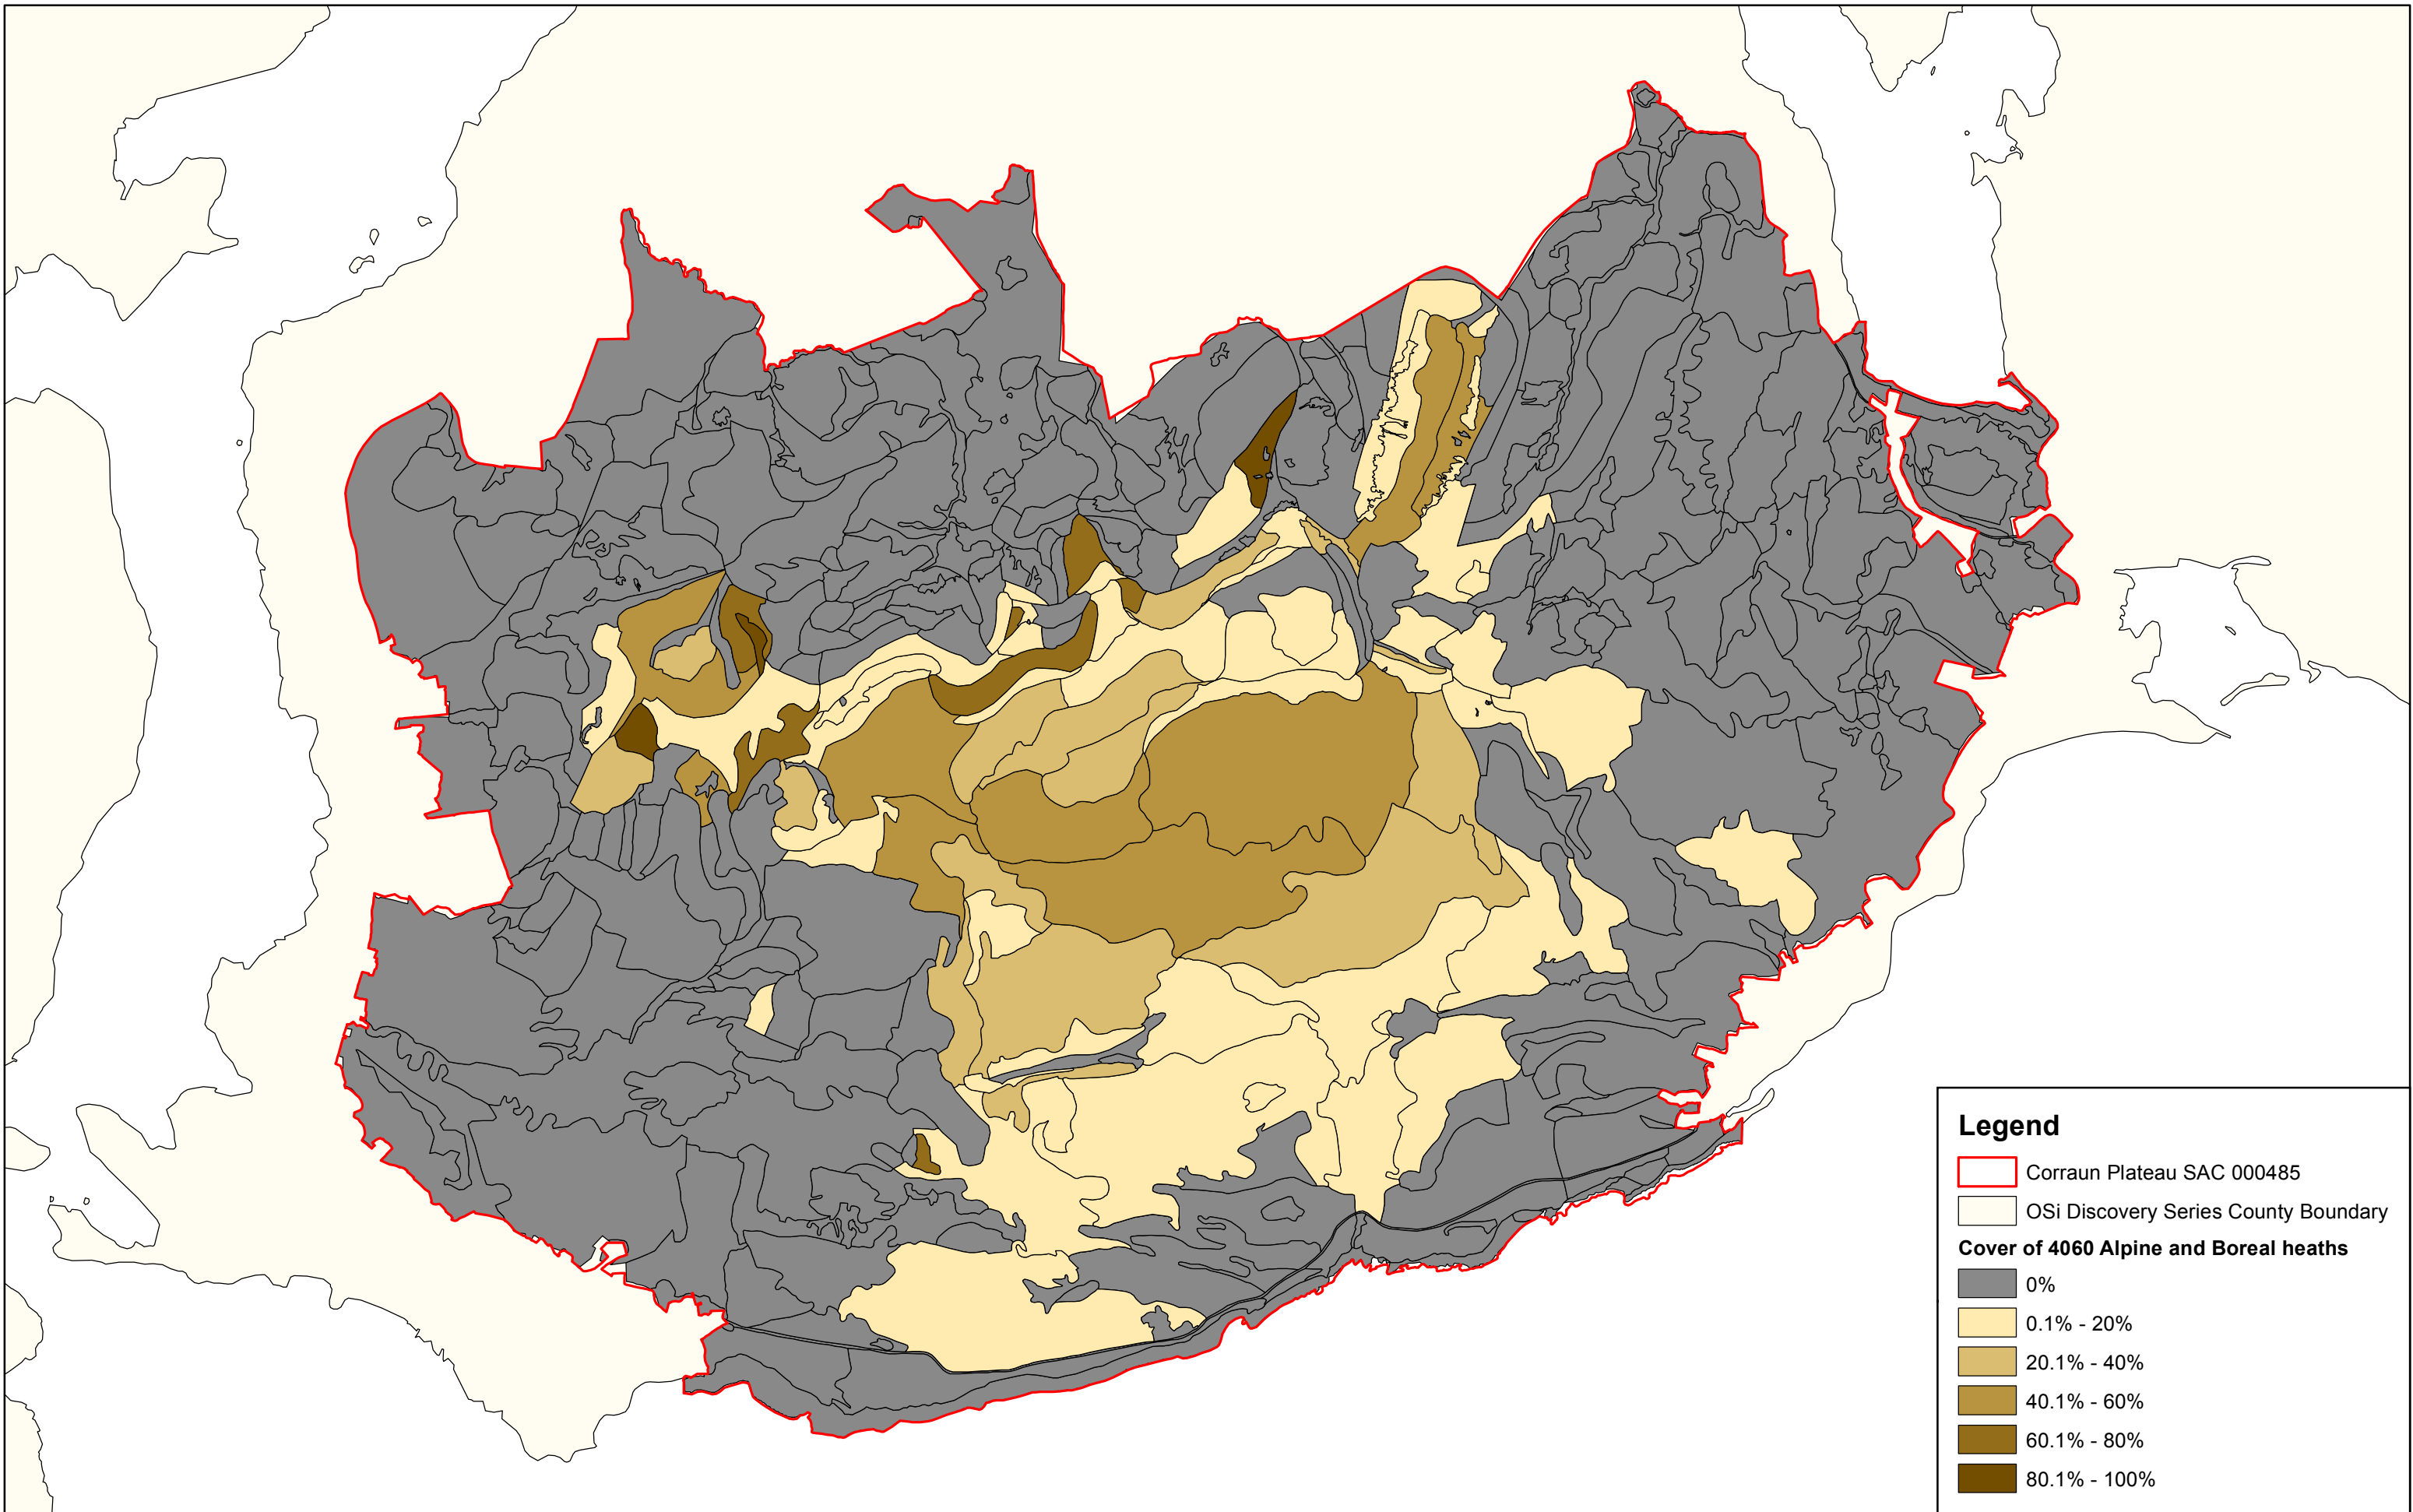 Legend
Corraun Plateau SAC 000485
OSi Discovery Series County Boundary
Cover of 4060 Alpine and Boreal heaths
0%
0.1% - 20%
20.1% - 40%
40.1% - 60%
60.1% - 80%
80.1% - 100%